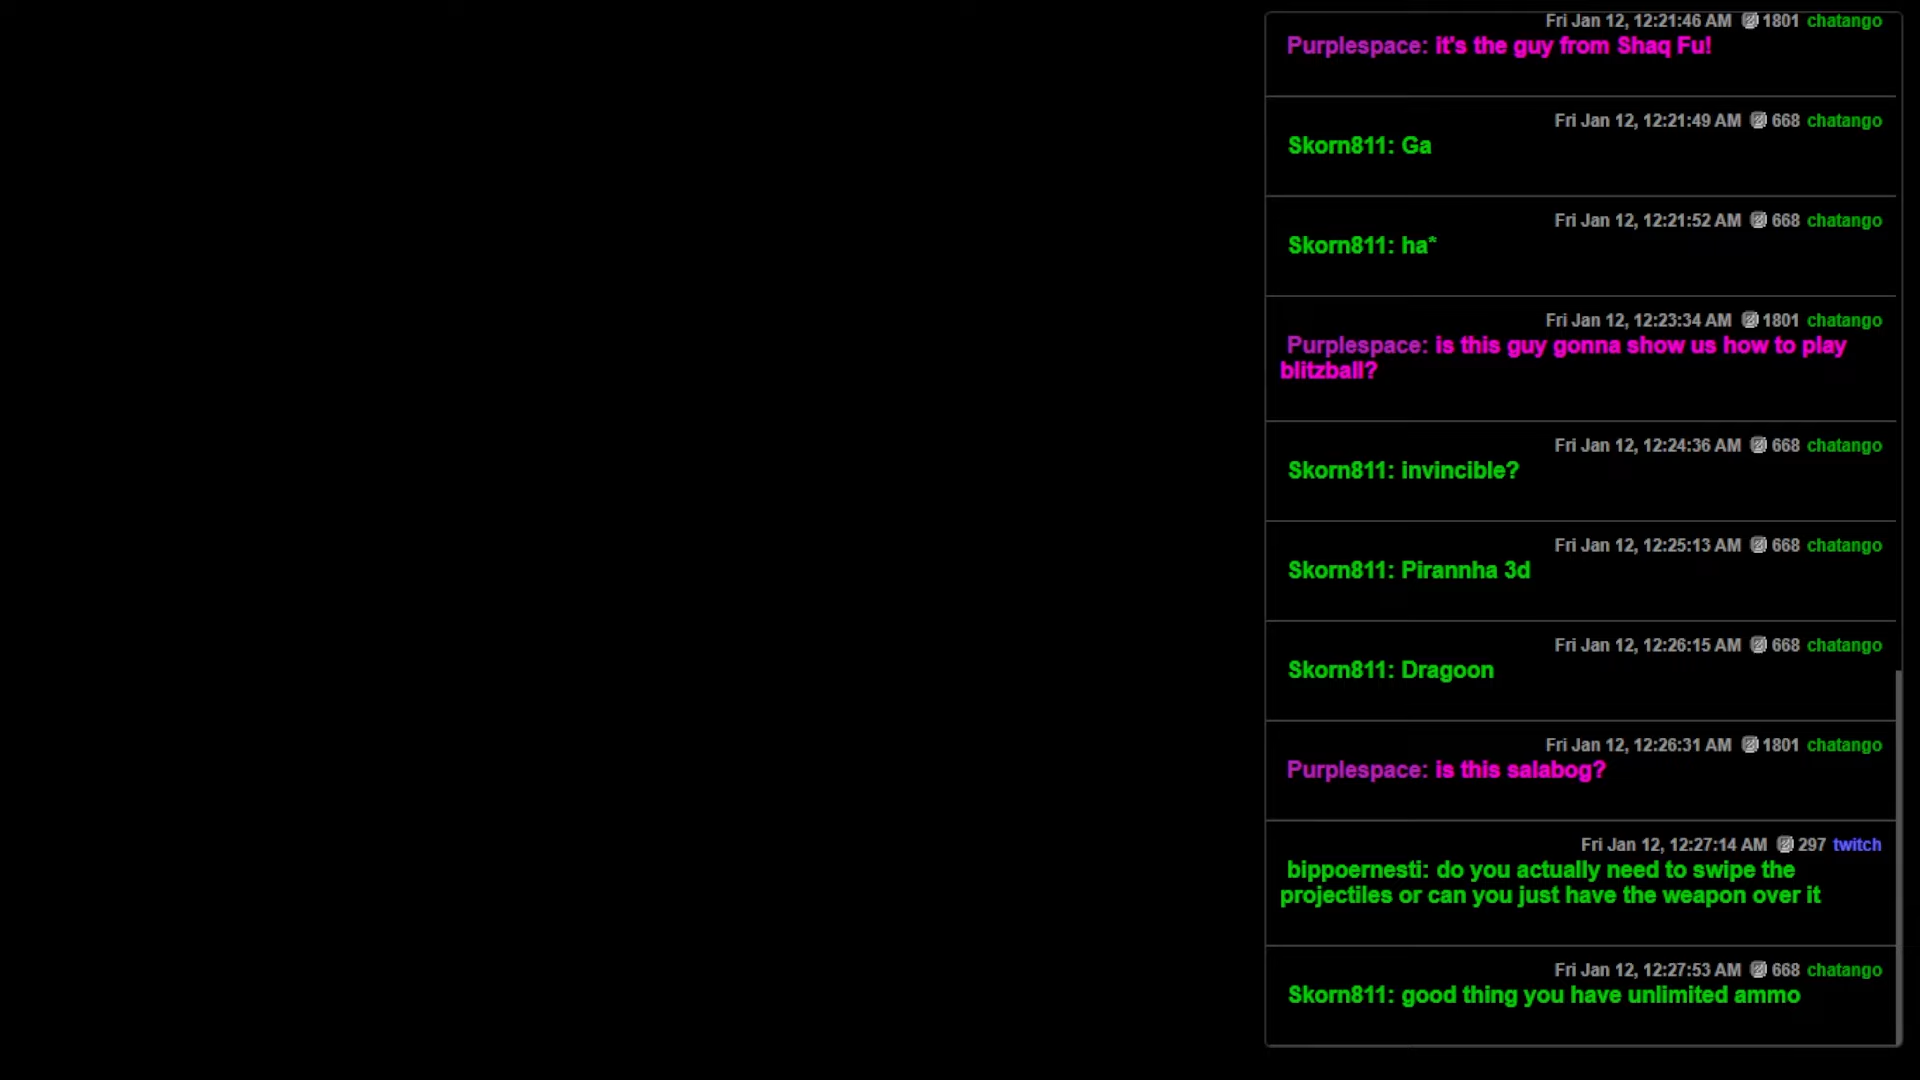 Fri Jan 12, 12:21:46 AM 1801 chatango
Purplespace: it's the guy from Shaq Fu!
Fri Jan 12, 12:21:49 AM 668 chatango
Skorn811: Ga
Fri Jan 12, 12:21:52 AM 668 chatango
Skorn811: ha*
Fri Jan 12, 12:23:34 AM 1801 chatango
Purplespace: is this guy gonna show us how to play
blitzball?
Fri Jan 12, 12:24:36 AM 668 chatango
Skorn811: invincible?
Fri Jan 12, 12:25:13 AM 668 chatango
Skorn811: Pirannha 3d
Fri Jan 12, 12:26:15 AM 668 chatango
Skorn811: Dragoon
Fri Jan 12, 12:26:31 AM 1801 chatango
Purplespace: is this salabog?
Fri Jan 12, 12:27:14 AM 297 twitch
bippoernesti: do you actually need to swipe the
projectiles or can you just have the weapon over it
Fri Jan 12, 12:27:53 AM 668 chatango
Skorn811: good thing you have unlimited ammo